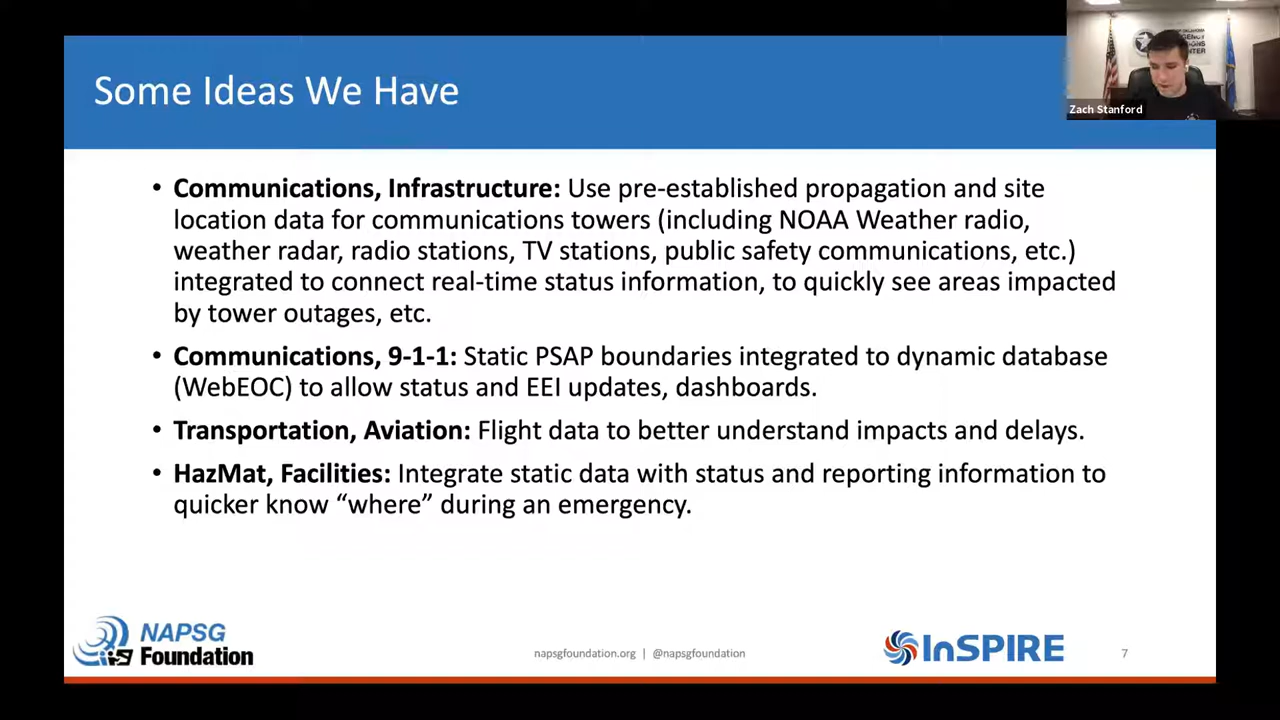 Some Ideas We Have
Zach Stanford
• Communications, Infrastructure: Use pre-established propagation and site
location data for communications towers (including NOAA Weather radio,
weather radar, radio stations, TV stations, public safety communications, etc.)
integrated to connect real-time status information, to quickly see areas impacted
by tower outages, etc.
• Communications, 9-1-1: Static PSAP boundaries integrated to dynamic database
(WebEOC) to allow status and EEI updates, dashboards.
• Transportation, Aviation: Flight data to better understand impacts and delays.
• HazMat, Facilities: Integrate static data with status and reporting information to
quicker know “where” during an emergency.
NAPSG
Foundation
napsgfoundation.org | @napsgfoundation
InSPIRE
7